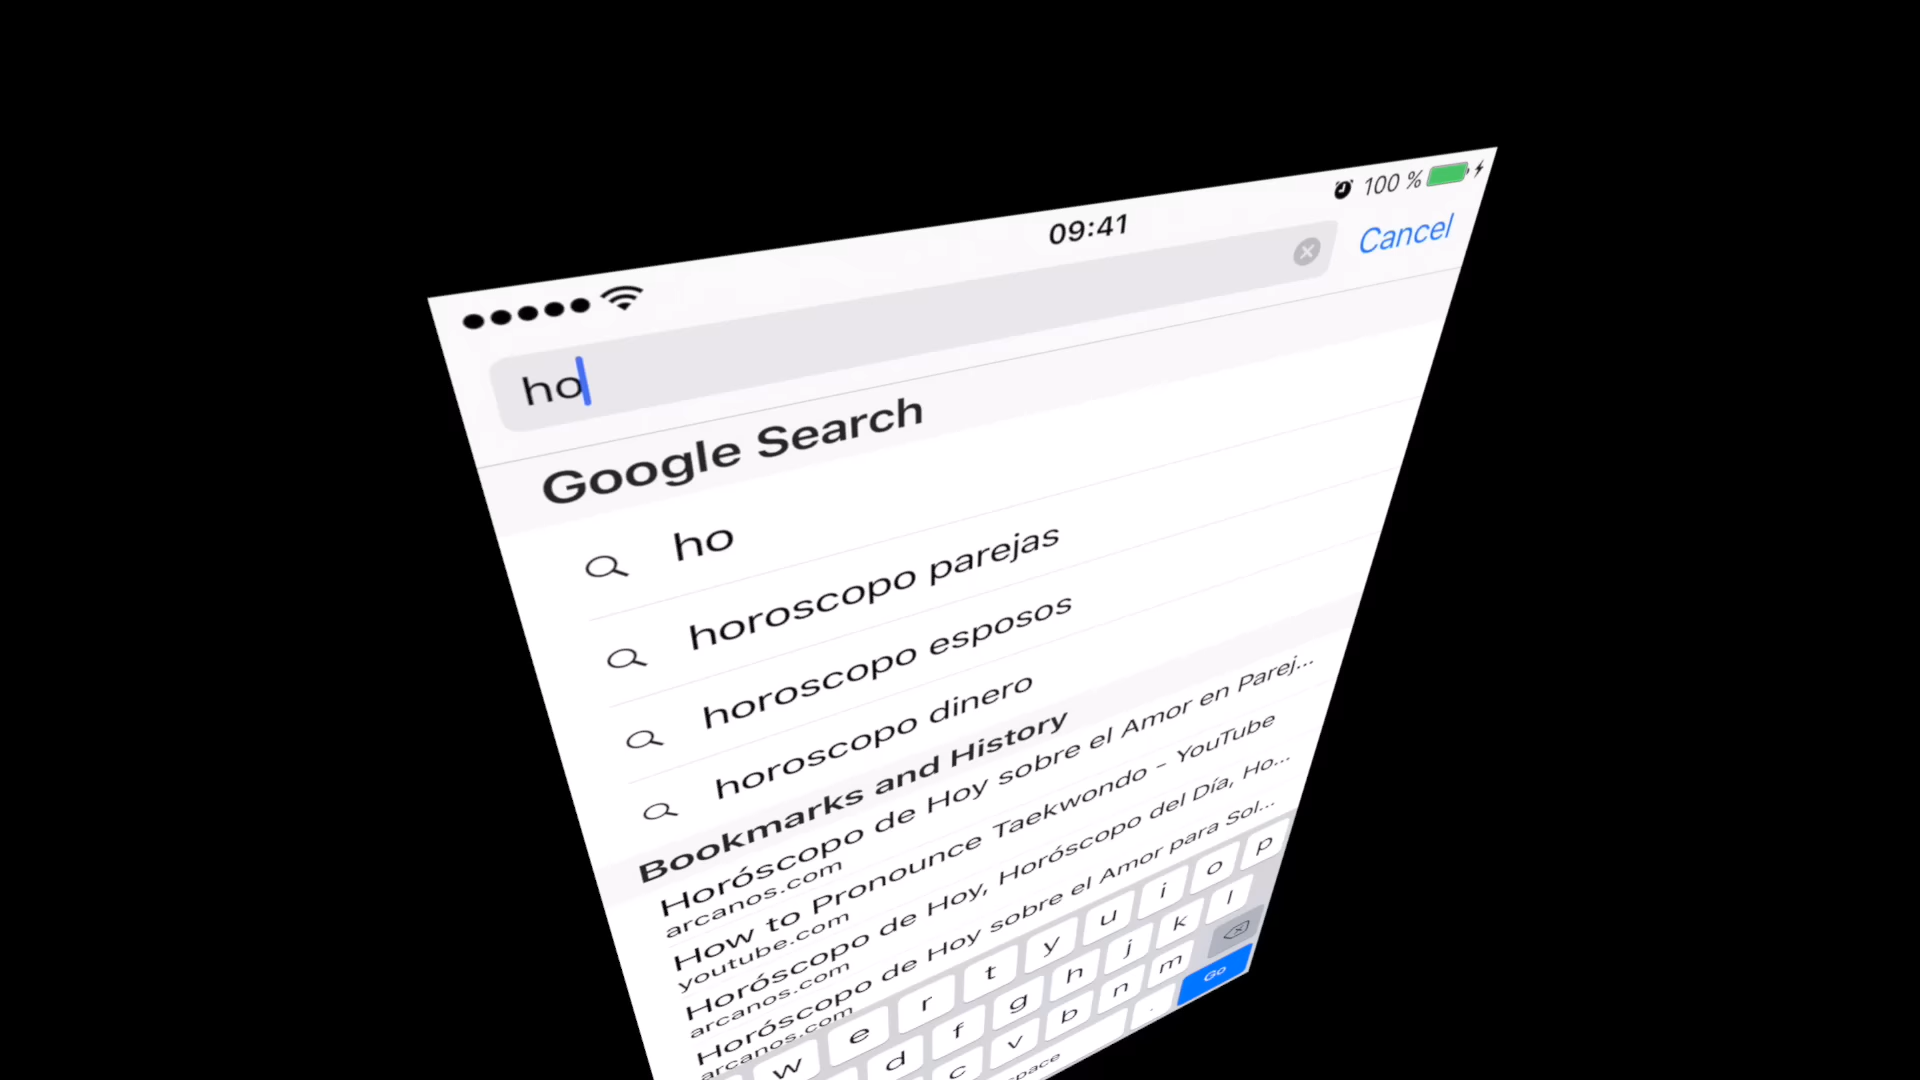 09:41
100 %
ho
Cancel
Google Search
ho
horoscopo parejas
horoscopo esposos
horoscopo dinero
Bookmarks and History
Horóscopo de Hoy sobre el Amor en Parej...
arcanos.com
How to Pronounce Taekwondo - YouTube
youtube.com
Horóscopo de Hoy, Horóscopo del Día, Ho...
arcanos.com
Horóscopo de Hoy sobre el Amor para Sol...
arcanos.com
w e r t y u i o p
d f g h j k l
c v b n m
space . Go